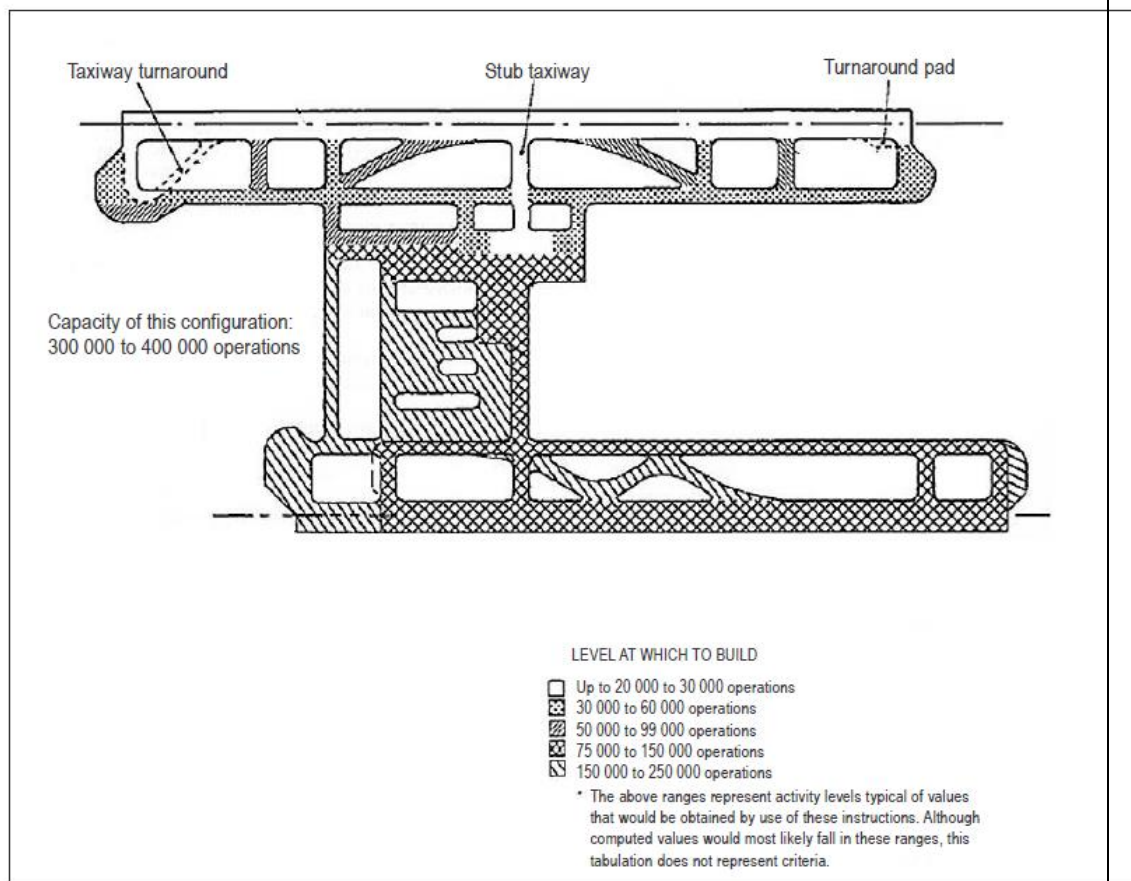 Taxiway turnaround
Stub taxiway
Turnaround pad
Capacity of this configuration:
300 000 to 400 000 operations
LEVEL AT WHICH TO BUILD
Up to 20 000 to 30 000 operations
30 000 to 60 000 operations
50 000 to 99 000 operations
75 000 to 150 000 operations
150 000 to 250 000 operations
* The above ranges represent activity levels typical of values
that would be obtained by use of these instructions. Although
computed values would most likely fall in these ranges, this
tabulation does not represent criteria.